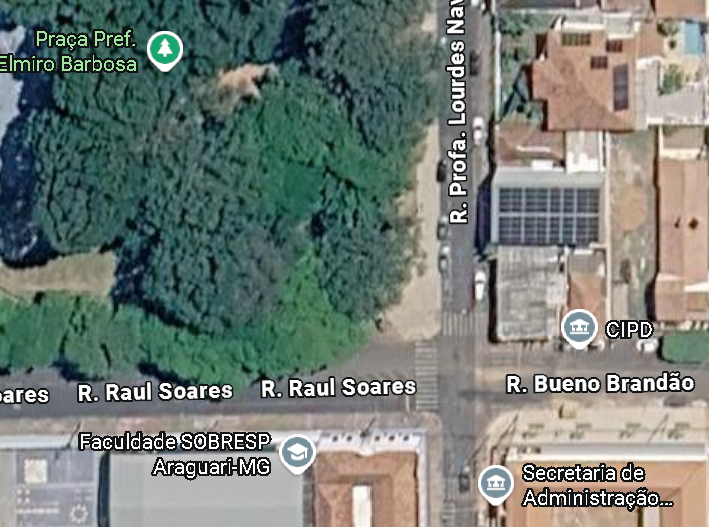 Praça Pref.
Elmiro Barbosa
R. Profa. Lourdes Nav
CIPD
oares
R. Raul Soares
R. Raul Soares
R. Bueno Brandão
Faculdade SOBRESP
Araguari-MG
Secretaria de
Administração...